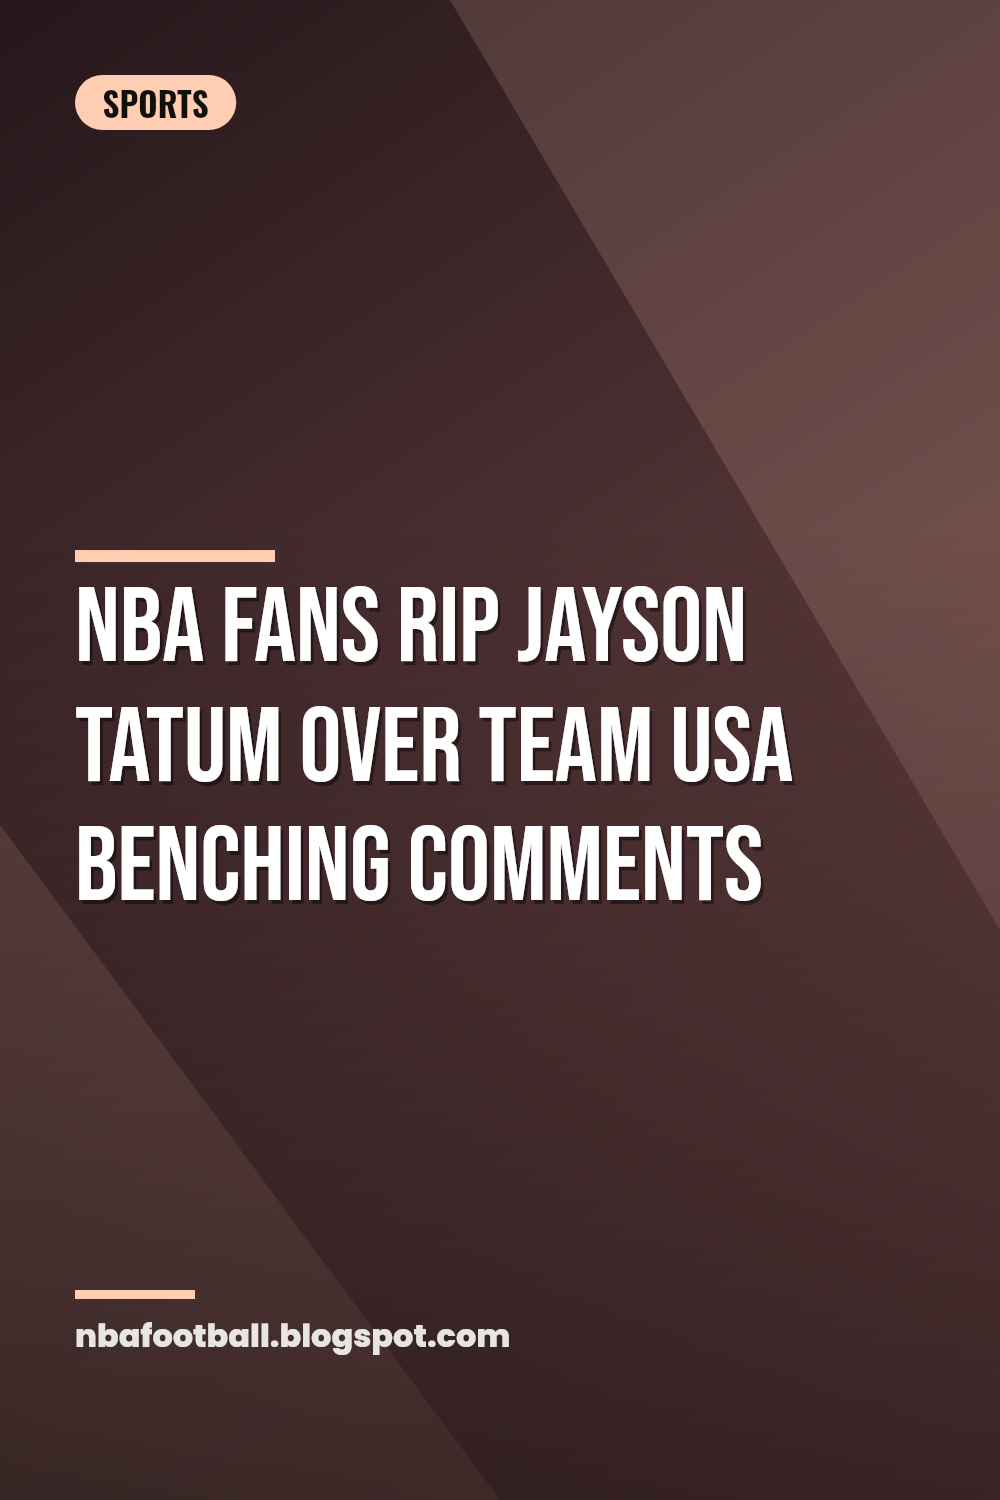 SPORTS
NBA FANS RIP JAYSON
TATUM OVER TEAM USA
BENCHING COMMENTS
nbafootball.blogspot.com